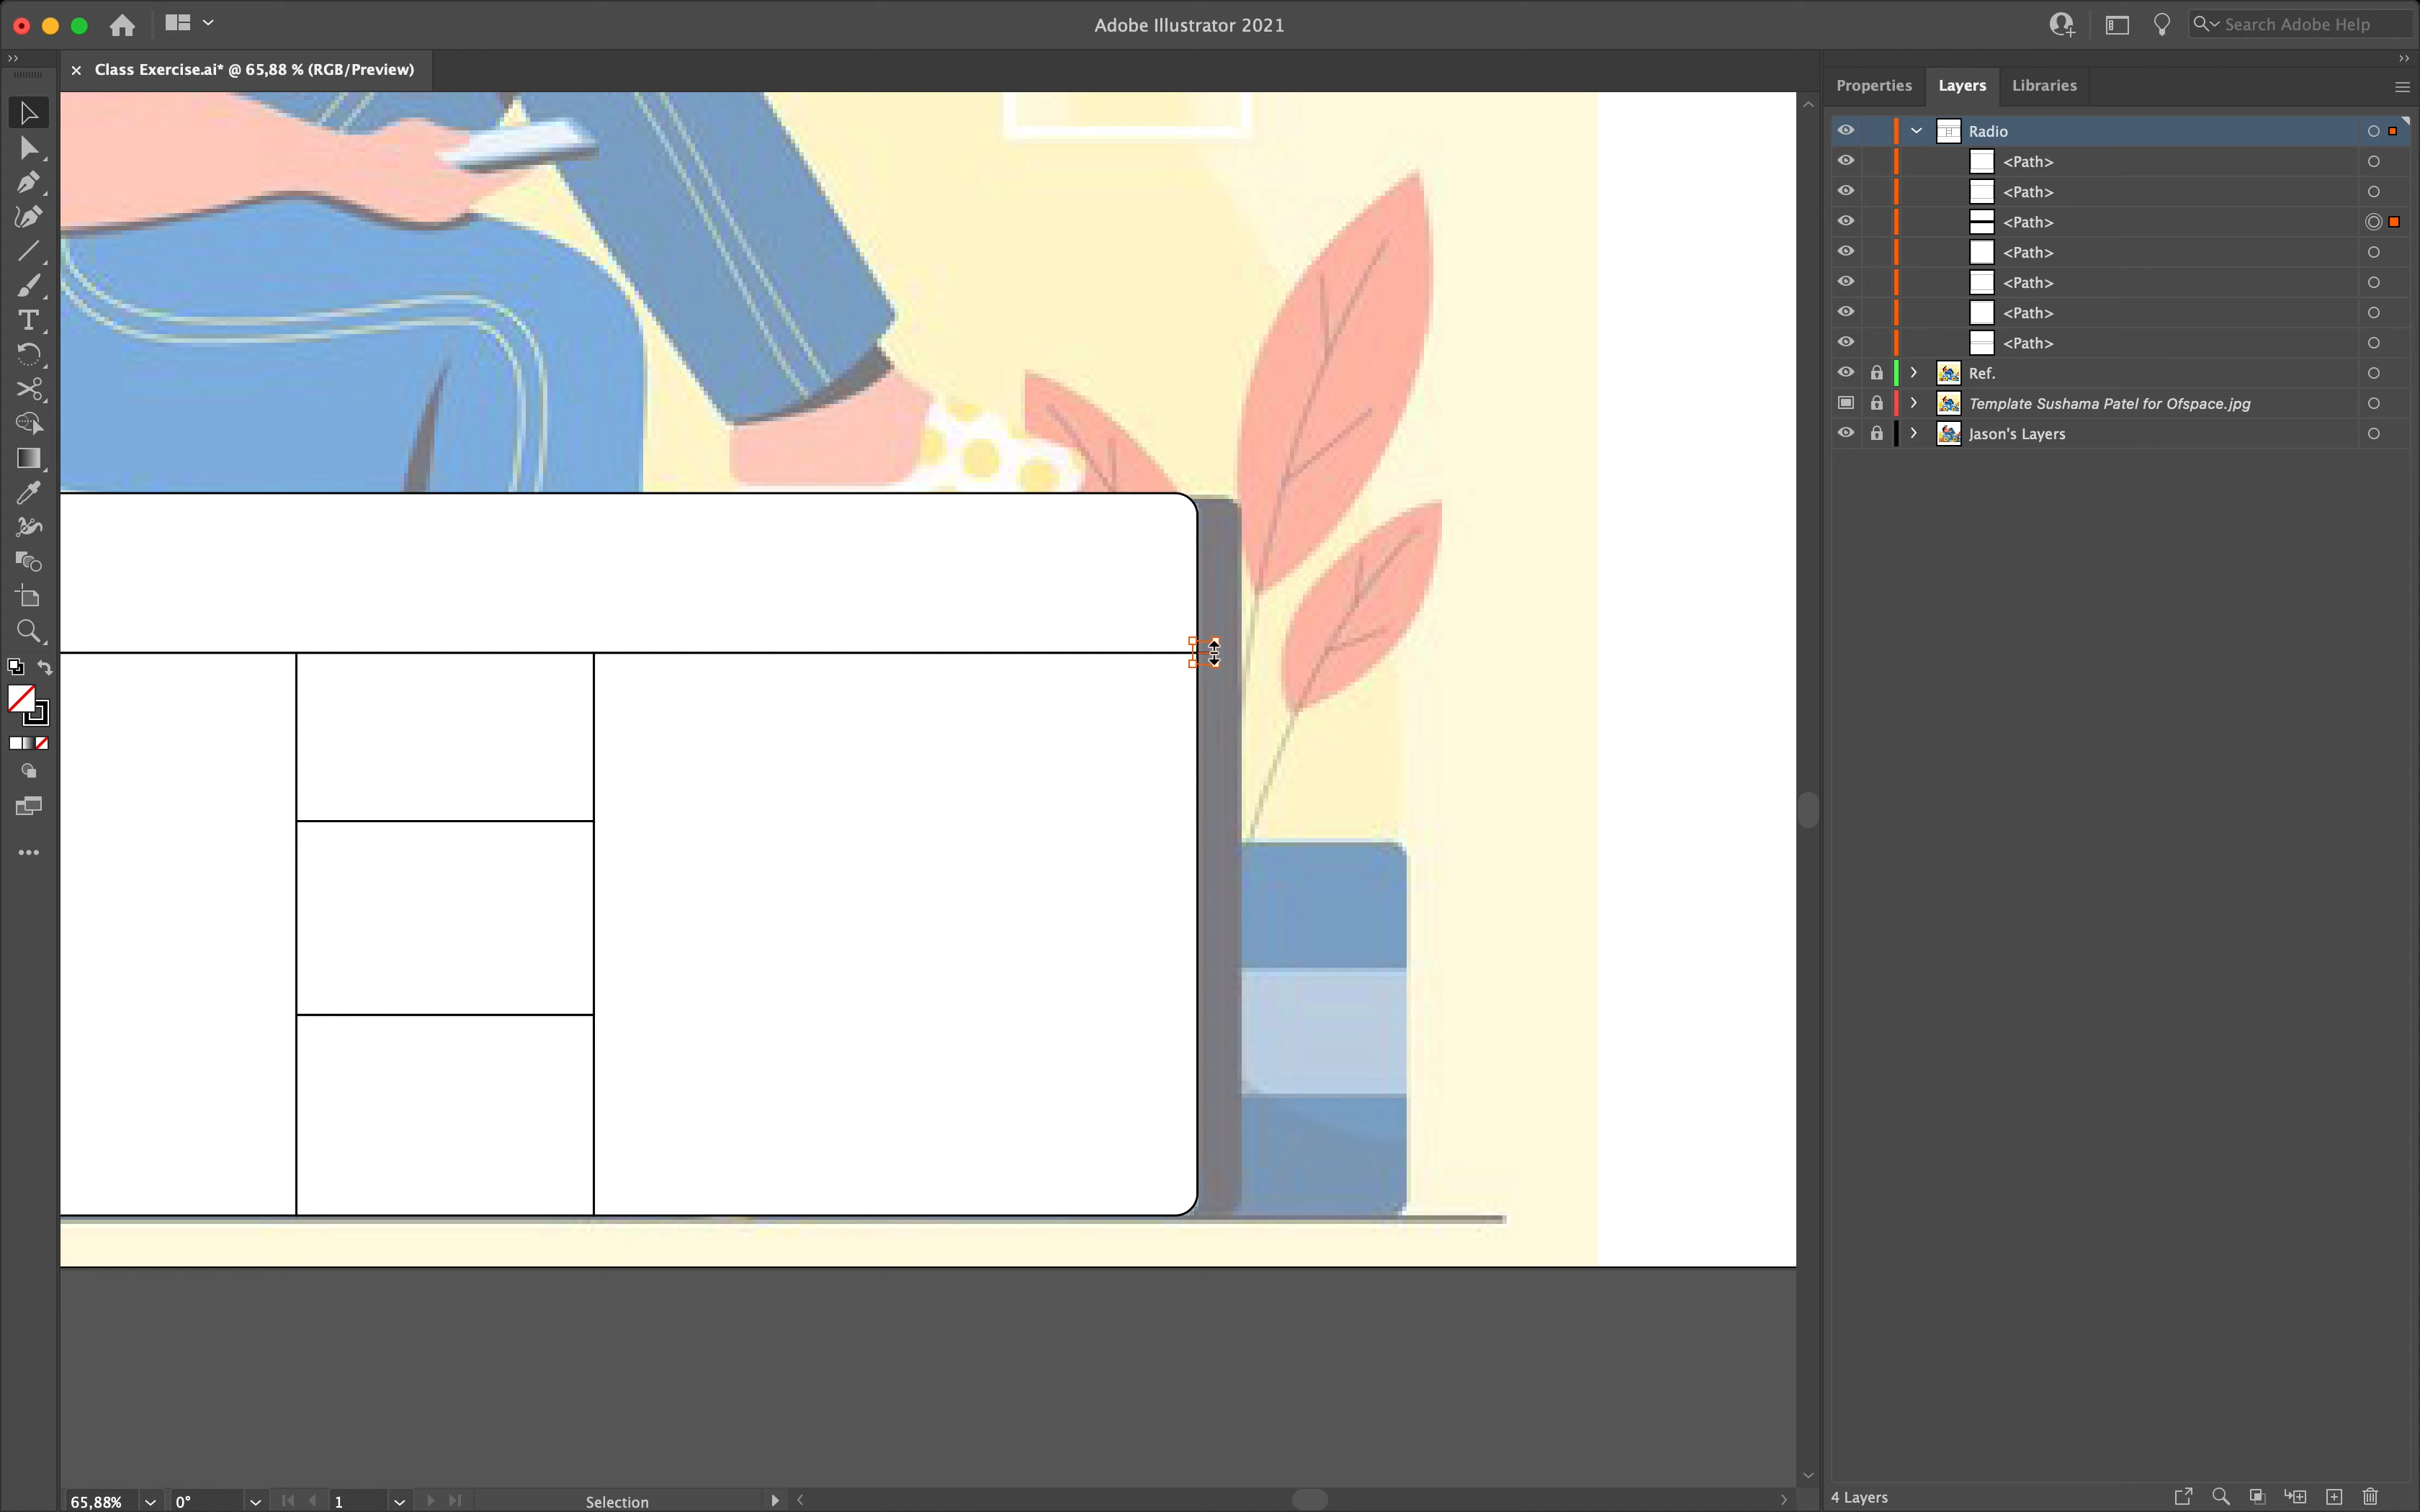 Adobe Illustrator 2021
Search Adobe Help
Class Exercise.ai* @ 65,88 % (RGB/Preview)
Properties
Layers
Libraries
Radio
<Path>
<Path>
<Path>
<Path>
<Path>
<Path>
<Path>
Ref.
Template Sushama Patel for Ofspace.jpg
Jason's Layers
65,88%
0°
1
Selection
4 Layers